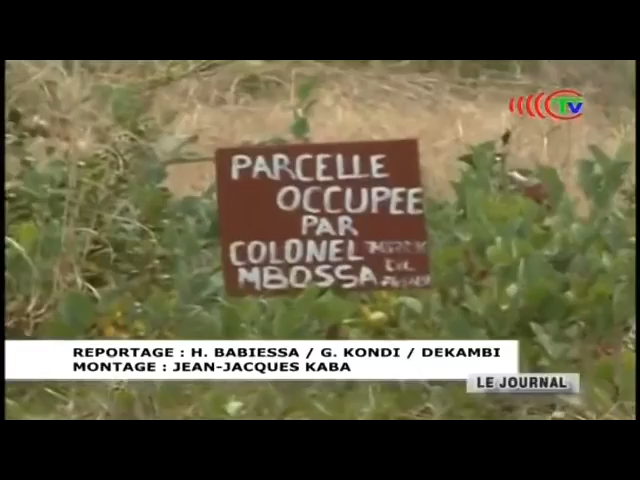 TV
PARCELLE
OCCUPEE
PAR
COLONEL
MBOSSA
REPORTAGE : H. BABIESSA / G. KONDI / DEKAMBI
MONTAGE : JEAN-JACQUES KABA
LE JOURNAL